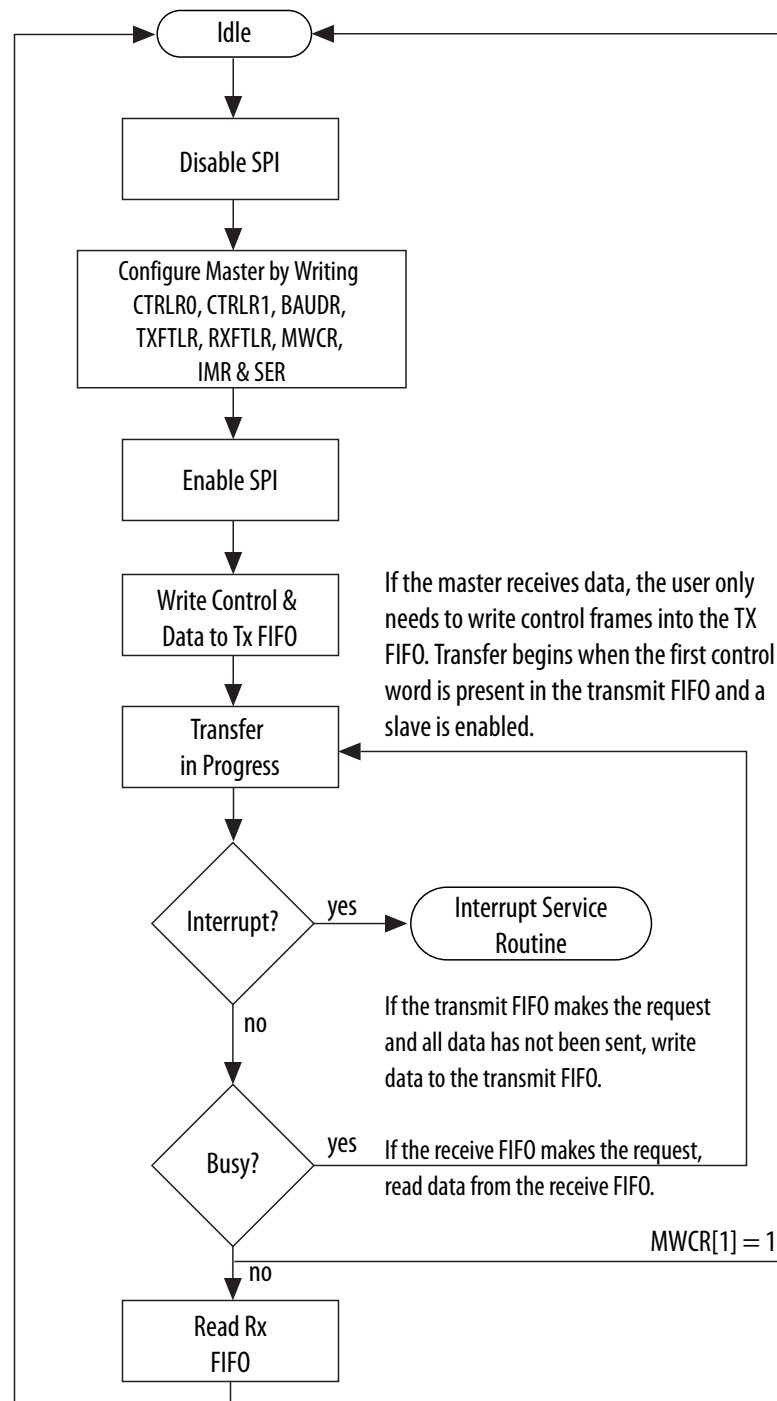 Idle
Disable SPI
Configure Master by Writing
CTRLR0, CTRLR1, BAUDR,
TXFTLR, RXFTLR, MWCR,
IMR & SER
Enable SPI
Write Control &
Data to Tx FIFO
If the master receives data, the user only
needs to write control frames into the TX
FIFO. Transfer begins when the first control
word is present in the transmit FIFO and a
slave is enabled.
Transfer
in Progress
Interrupt?
yes
Interrupt Service
Routine
no
If the transmit FIFO makes the request
and all data has not been sent, write
data to the transmit FIFO.
Busy?
yes
If the receive FIFO makes the request,
read data from the receive FIFO.
MWCR[1] = 1
no
Read Rx
FIFO